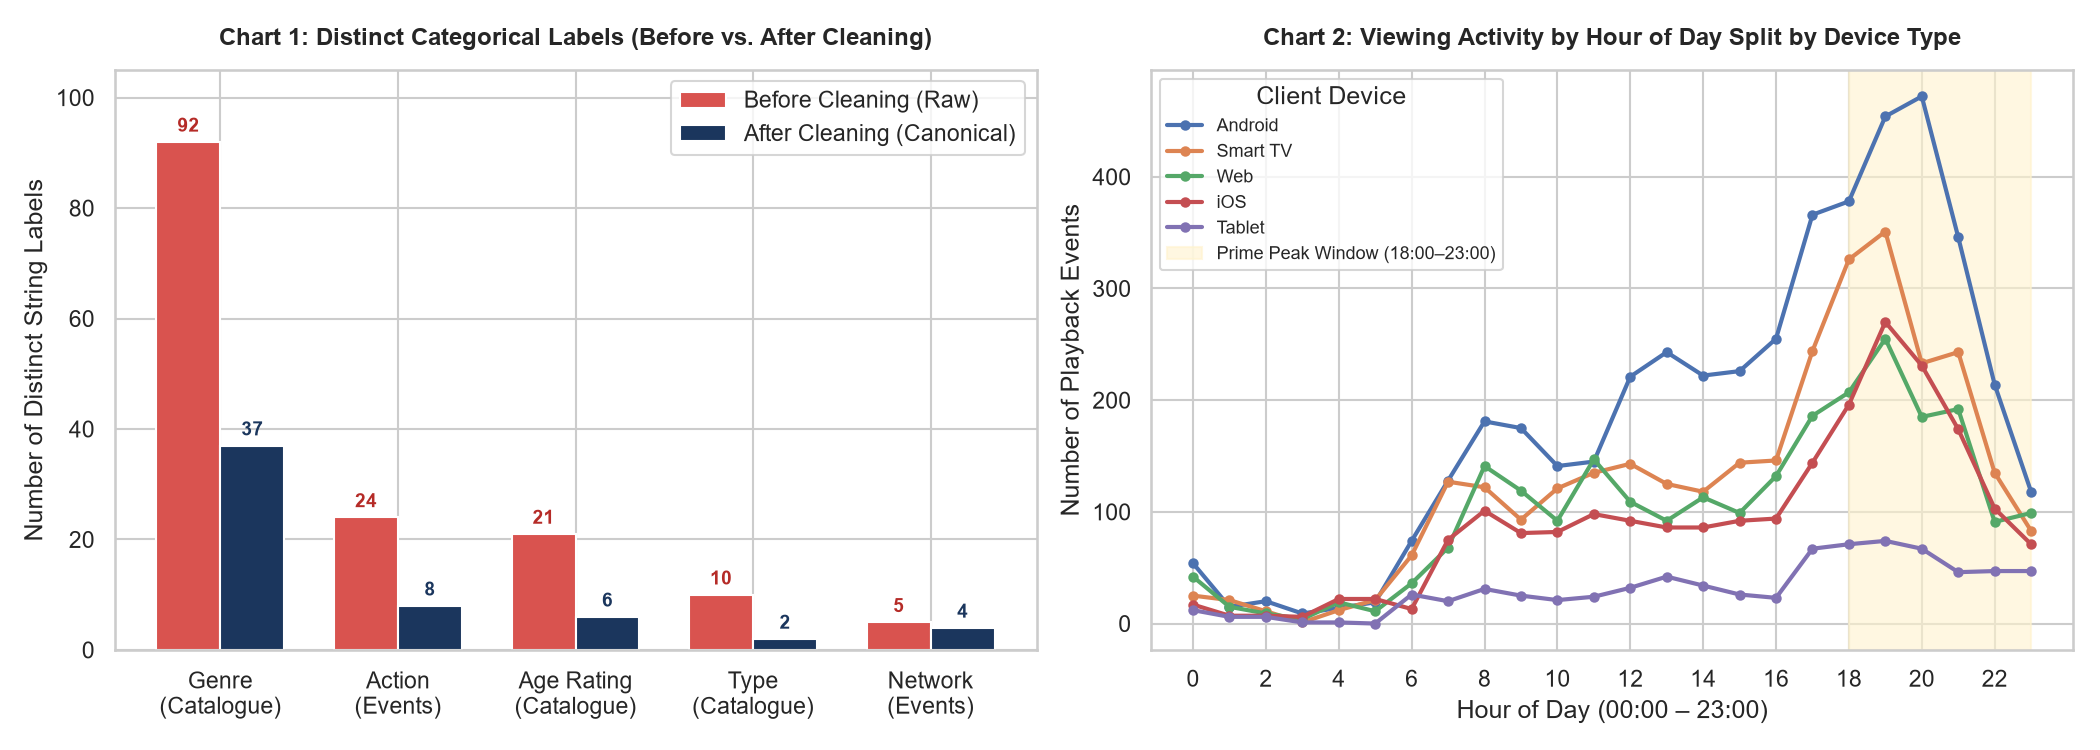 Chart 1: Distinct Categorical Labels (Before vs. After Cleaning)
Number of Distinct String Labels
100
80
60
40
20
0
Before Cleaning (Raw)
After Cleaning (Canonical)
92
37
24
8
21
6
10
2
5
4
Genre
(Catalogue)
Action
(Events)
Age Rating
(Catalogue)
Type
(Catalogue)
Network
(Events)
Chart 2: Viewing Activity by Hour of Day Split by Device Type
Number of Playback Events
400
300
200
100
0
Client Device
Android
Smart TV
Web
iOS
Tablet
Prime Peak Window (18:00–23:00)
0 2 4 6 8 10 12 14 16 18 20 22
Hour of Day (00:00 – 23:00)